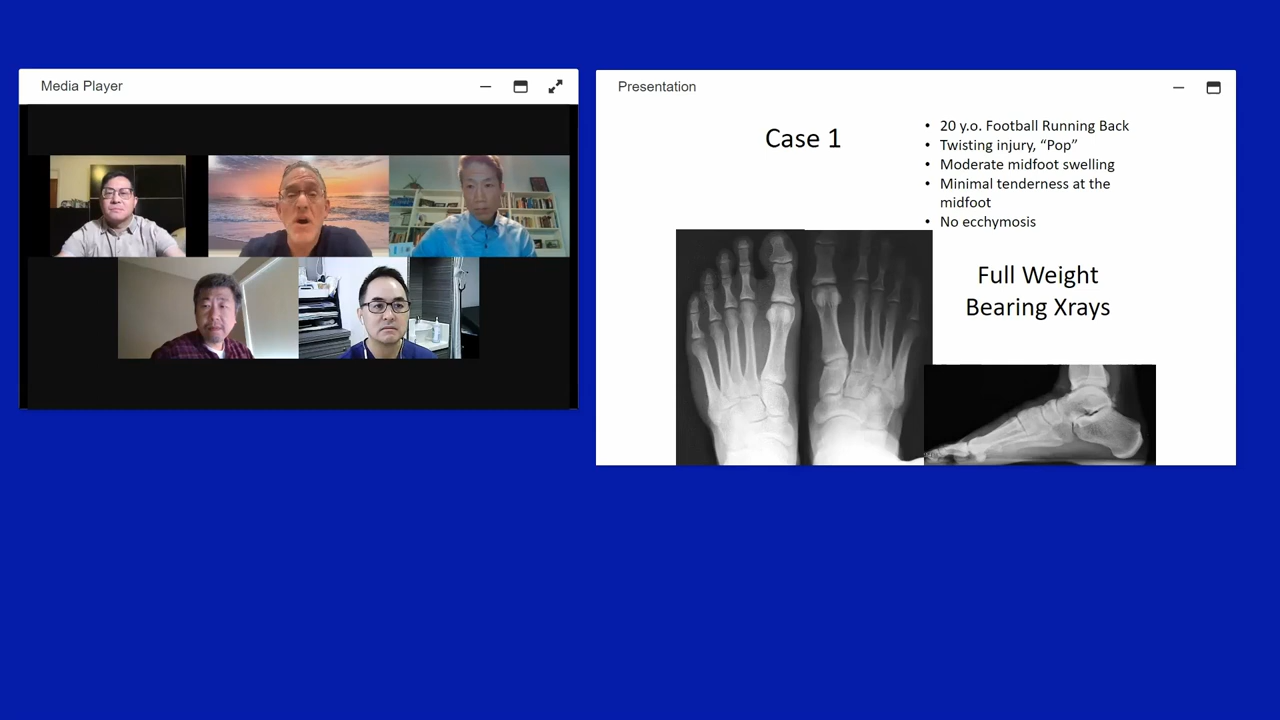 Media Player
Presentation
Case 1
• 20 y.o. Football Running Back
• Twisting injury, “Pop”
• Moderate midfoot swelling
• Minimal tenderness at the
midfoot
• No ecchymosis
Full Weight
Bearing Xrays